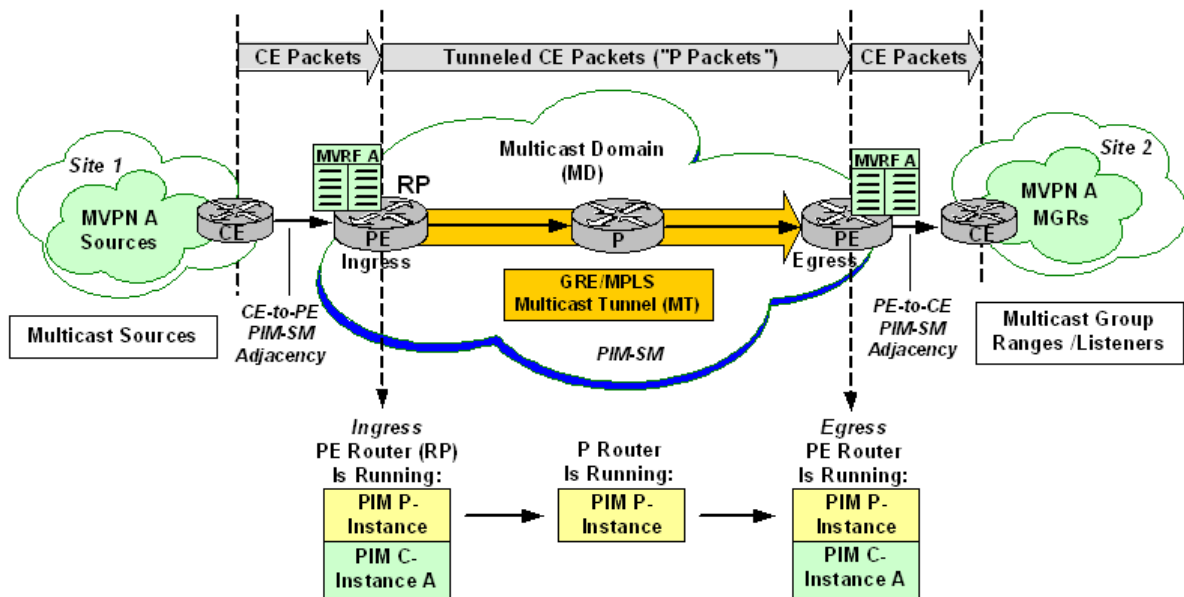 CE Packets
Tunneled CE Packets ("P Packets")
CE Packets
Site 1
MVPN A
Sources
CE
MVRF A
RP
PE
Ingress
Multicast Domain
(MD)
P
GRE/MPLS
Multicast Tunnel (MT)
PIM-SM
MVRF A
PE
Egress
CE
Site 2
MVPN A
MGRs
Multicast Sources
CE-to-PE
PIM-SM
Adjacency
PE-to-CE
PIM-SM
Adjacency
Multicast Group
Ranges /Listeners
Ingress
PE Router (RP)
Is Running:
PIM P-
Instance
PIM C-
Instance A
P Router
Is Running:
PIM P-
Instance
Egress
PE Router
Is Running:
PIM P-
Instance
PIM C-
Instance A